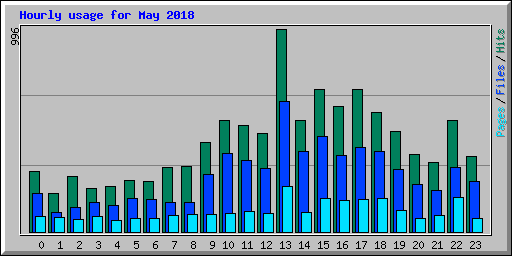 Hourly usage for May 2018
996
Pages/Files/Hits
0 1 2 3 4 5 6 7 8 9 10 11 12 13 14 15 16 17 18 19 20 21 22 23